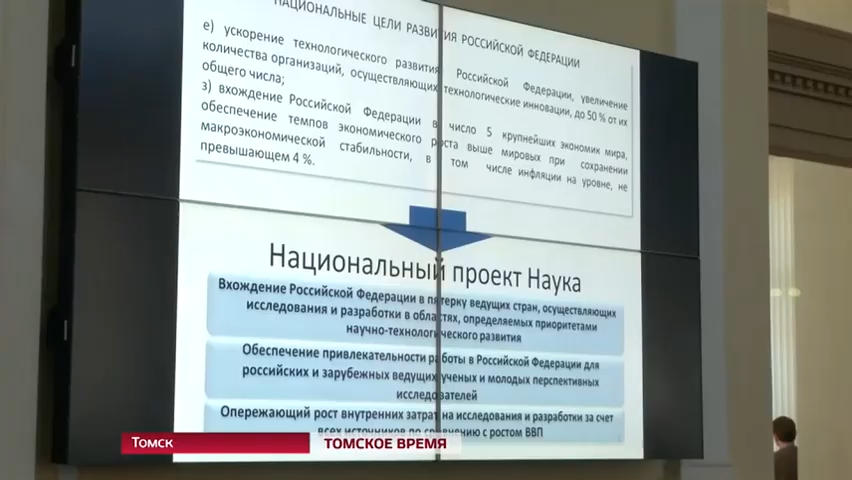 НАЦИОНАЛЬНЫЕ ЦЕЛИ РАЗВИТИЯ РОССИЙСКОЙ ФЕДЕРАЦИИ
е) ускорение технологического развития Российской Федерации, увеличение
количества организаций, осуществляющих технологические инновации, до 50 % от их
общего числа;
з) вхождение Российской Федерации в число 5 крупнейших экономик мира,
обеспечение темпов экономического роста выше мировых при сохранении
макроэкономической стабильности, в том числе инфляции на уровне, не
превышающем 4 %.
Национальный проект Наука
Вхождение Российской Федерации в пятерку ведущих стран, осуществляющих
исследования и разработки в областях, определяемых приоритетами
научно-технологического развития
Обеспечение привлекательности работы в Российской Федерации для
российских и зарубежных ведущих ученых и молодых перспективных
исследователей
Опережающий рост внутренних затрат на исследования и разработки за счет
всех источников по сравнению с ростом ВВП
Томск
ТОМСКОЕ ВРЕМЯ